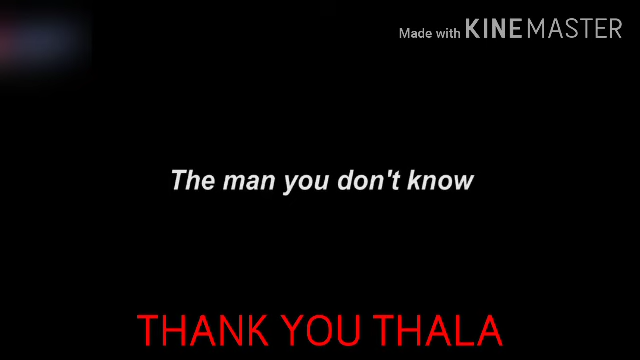 Made with KINEMASTER
The man you don't know
THANK YOU THALA